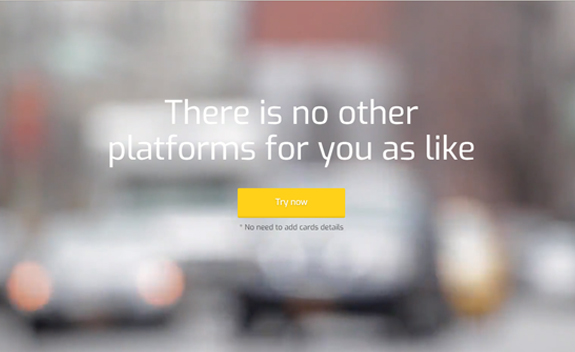 There is no other
platforms for you as like
Try now
* No need to add cards details